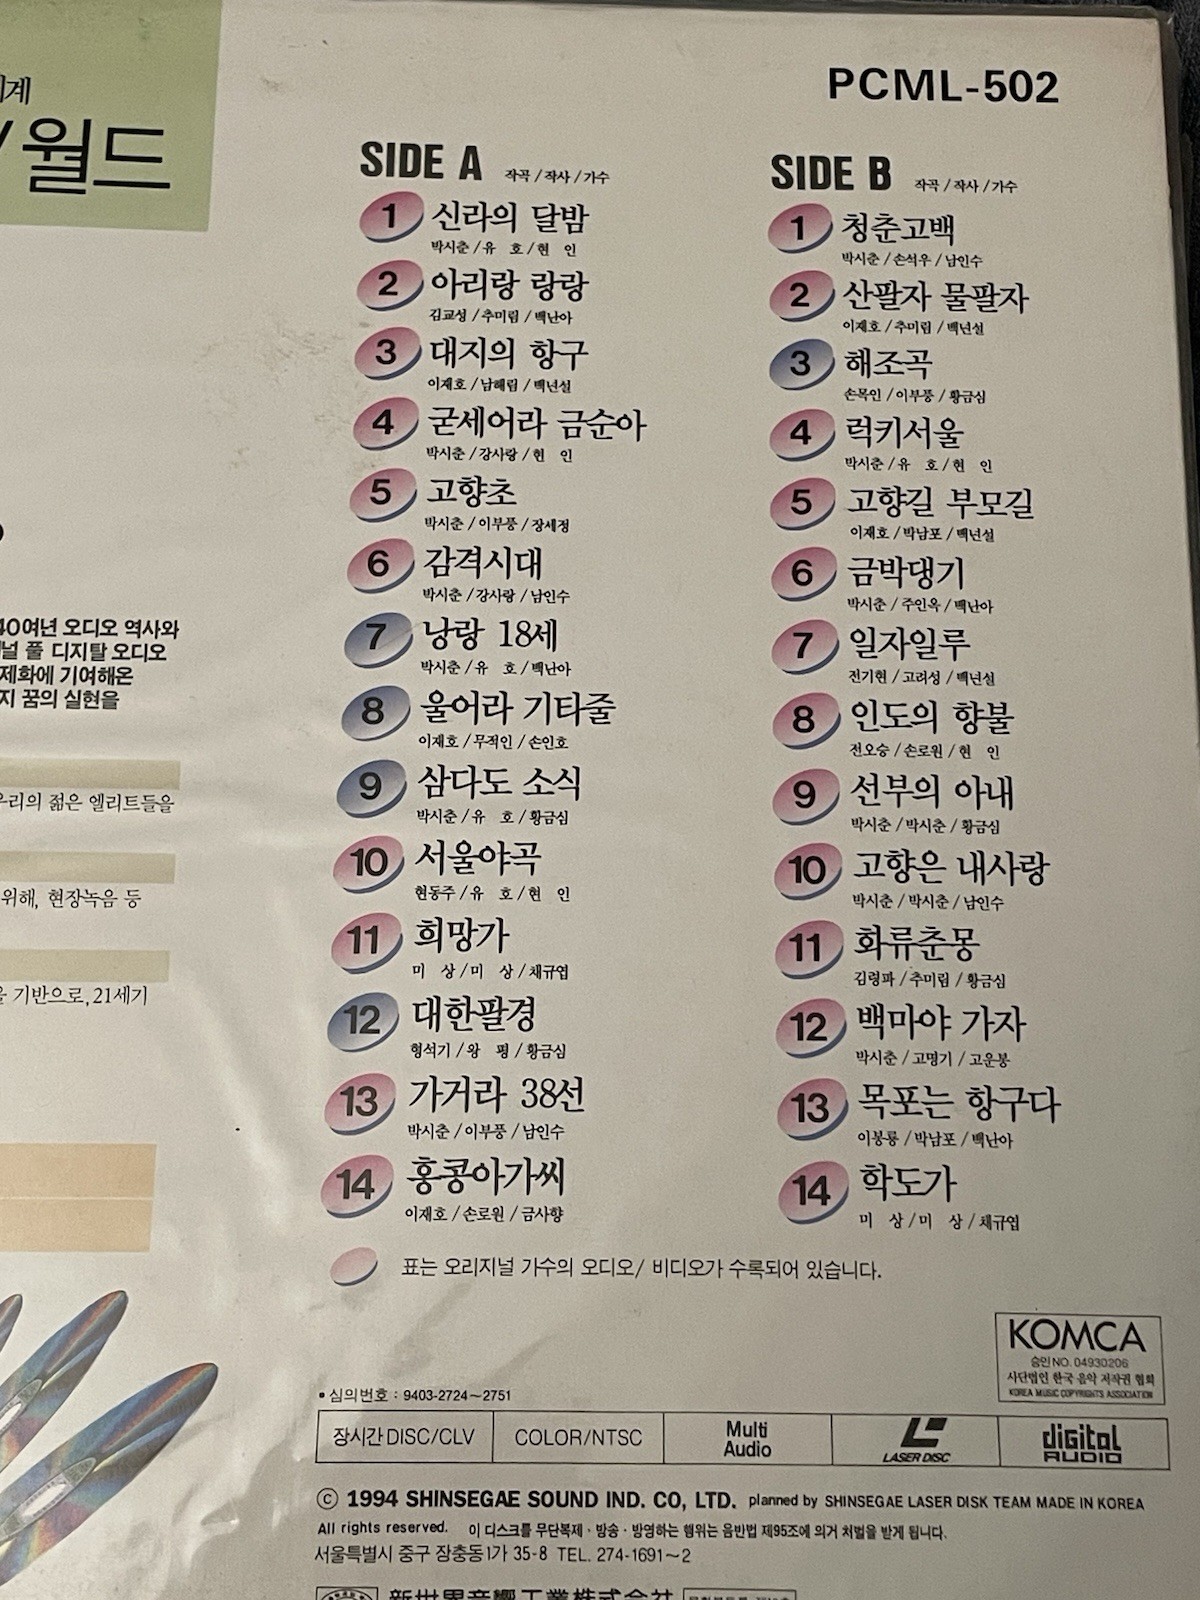 계
/월드
40여년 오디오 역사와
널 풀 디지탈 오디오
제화에 기여해온
지 꿈의 실현을
우리의 젊은 엘리트들을
위해, 현장녹음 등
을 기반으로, 21세기
PCML-502
SIDE A 작곡/작사/가수
1 신라의 달밤
박시춘/유 호/현 인
2 아리랑 랑랑
김교성/추미림/백난아
3 대지의 항구
이재호/남해림/백년설
4 굳세어라 금순아
박시춘/강사랑/현 인
5 고향초
박시춘/이부풍/장세정
6 감격시대
박시춘/강사랑/남인수
7 낭랑 18세
박시춘/유 호/백난아
8 울어라 기타줄
이재호/무적인/손인호
9 삼다도 소식
박시춘/유 호/황금심
10 서울야곡
현동주/유 호/현 인
11 희망가
미 상/미 상/채규엽
12 대한팔경
형석기/왕 평/황금심
13 가거라 38선
박시춘/이부풍/남인수
14 홍콩아가씨
이재호/손로원/금사향
SIDE B 작곡/작사/가수
1 청춘고백
박시춘/손석우/남인수
2 산팔자 물팔자
이재호/추미림/백년설
3 해조곡
손목인/이부풍/황금심
4 럭키서울
박시춘/유 호/현 인
5 고향길 부모길
이재호/박남포/백년설
6 금박댕기
박시춘/주인옥/백난아
7 일자일루
전기현/고려성/백년설
8 인도의 향불
전오승/손로원/현 인
9 선부의 아내
박시춘/박시춘/황금심
10 고향은 내사랑
박시춘/박시춘/남인수
11 화류춘몽
김령파/추미림/황금심
12 백마야 가자
박시춘/고명기/고운봉
13 목포는 항구다
이봉룡/박남포/백난아
14 학도가
미 상/미 상/채규엽
표는 오리지널 가수의 오디오/ 비디오가 수록되어 있습니다.
KOMCA
승인 NO. 04930206
사단법인 한국 음악 저작권 협회
KOREA MUSIC COPYRIGHTS ASSOCIATION
▪심의번호 : 9403-2724~2751
장시간 DISC/CLV COLOR/NTSC Multi Audio LASER DISC digital AUDIO
© 1994 SHINSEGAE SOUND IND. CO, LTD. planned by SHINSEGAE LASER DISK TEAM MADE IN KOREA
All rights reserved. 이 디스크를 무단복제·방송·방영하는 행위는 음반법 제95조에 의거 처벌을 받게 됩니다.
서울특별시 중구 장충동1가 35-8 TEL. 274-1691~2
新世界音響工業株式会社